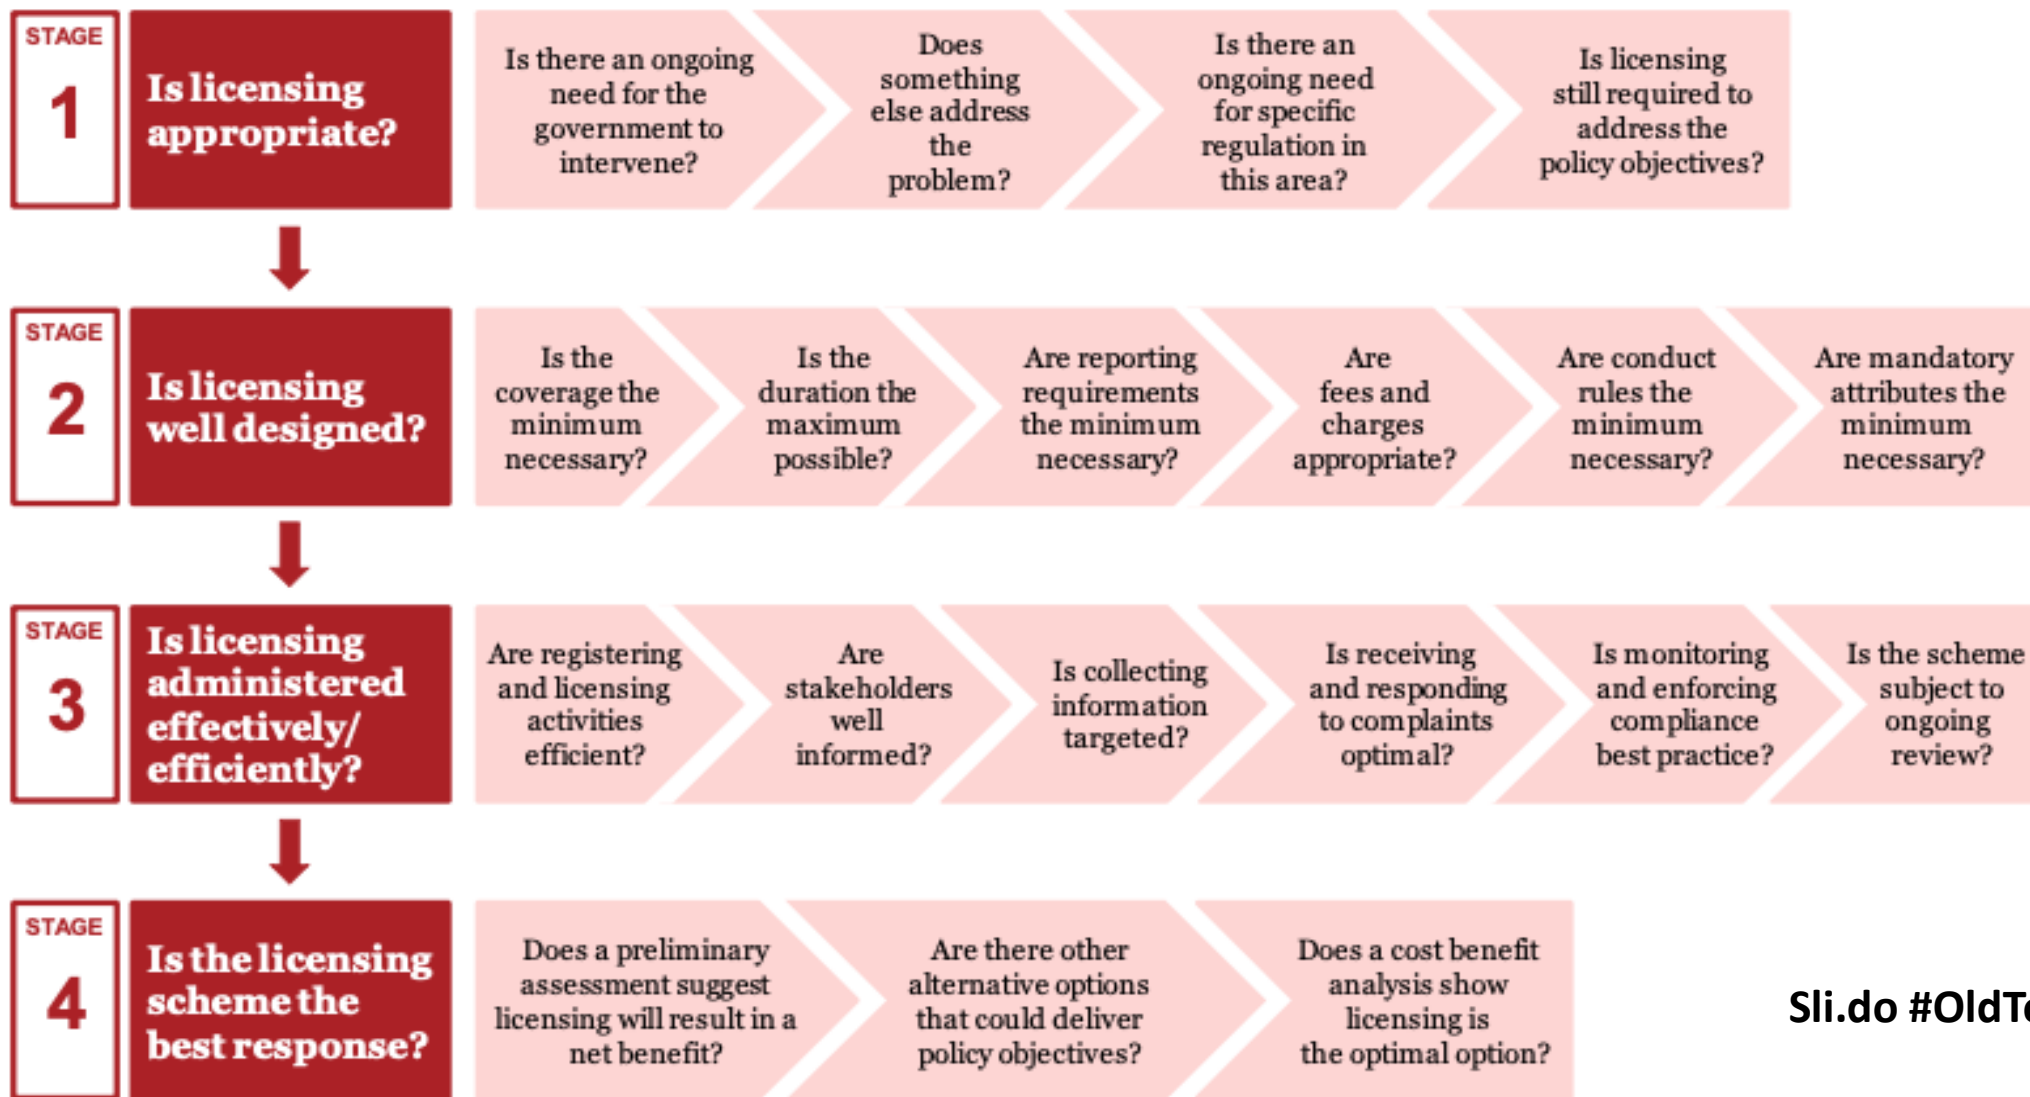 STAGE
1
Is licensing
appropriate?
Is there an ongoing
need for the
government to
intervene?
Does
something
else address
the
problem?
Is there an
ongoing need
for specific
regulation in
this area?
Is licensing
still required to
address the
policy objectives?
STAGE
2
Is licensing
well designed?
Is the
coverage the
minimum
necessary?
Is the
duration the
maximum
possible?
Are reporting
requirements
the minimum
necessary?
Are
fees and
charges
appropriate?
Are conduct
rules the
minimum
necessary?
Are mandatory
attributes the
minimum
necessary?
STAGE
3
Is licensing
administered
effectively/
efficiently?
Are registering
and licensing
activities
efficient?
Are
stakeholders
well
informed?
Is collecting
information
targeted?
Is receiving
and responding
to complaints
optimal?
Is monitoring
and enforcing
compliance
best practice?
Is the scheme
subject to
ongoing
review?
STAGE
4
Is the licensing
scheme the
best response?
Does a preliminary
assessment suggest
licensing will result in a
net benefit?
Are there other
alternative options
that could deliver
policy objectives?
Does a cost benefit
analysis show
licensing is
the optimal option?
Sli.do